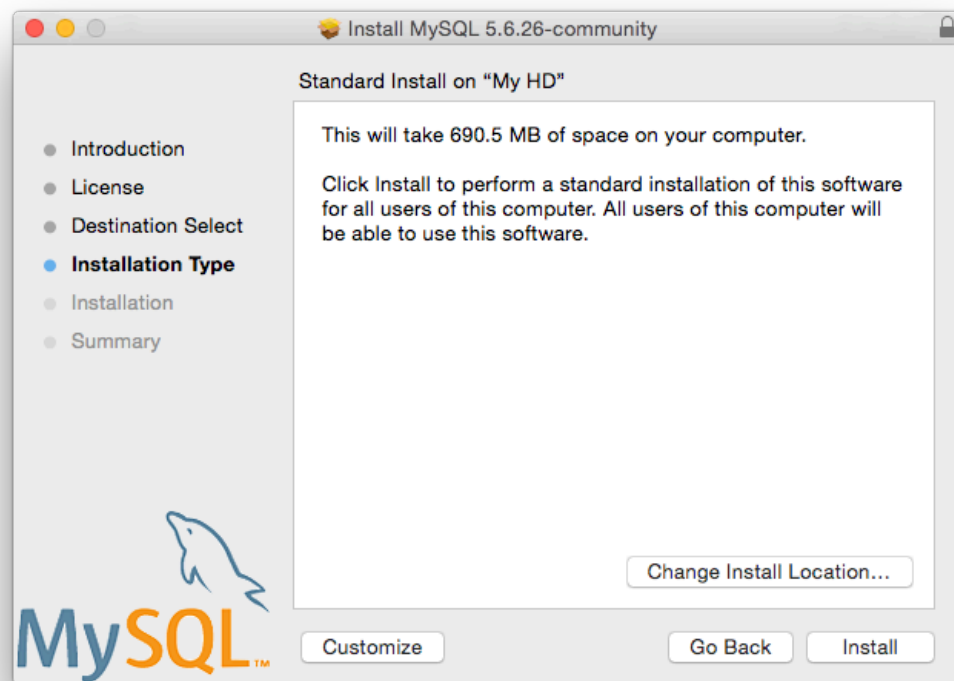 Install MySQL 5.6.26-community
Standard Install on “My HD”
Introduction
License
Destination Select
Installation Type
Installation
Summary
This will take 690.5 MB of space on your computer.
Click Install to perform a standard installation of this software
for all users of this computer. All users of this computer will
be able to use this software.
Change Install Location...
MySQL™
Customize
Go Back
Install